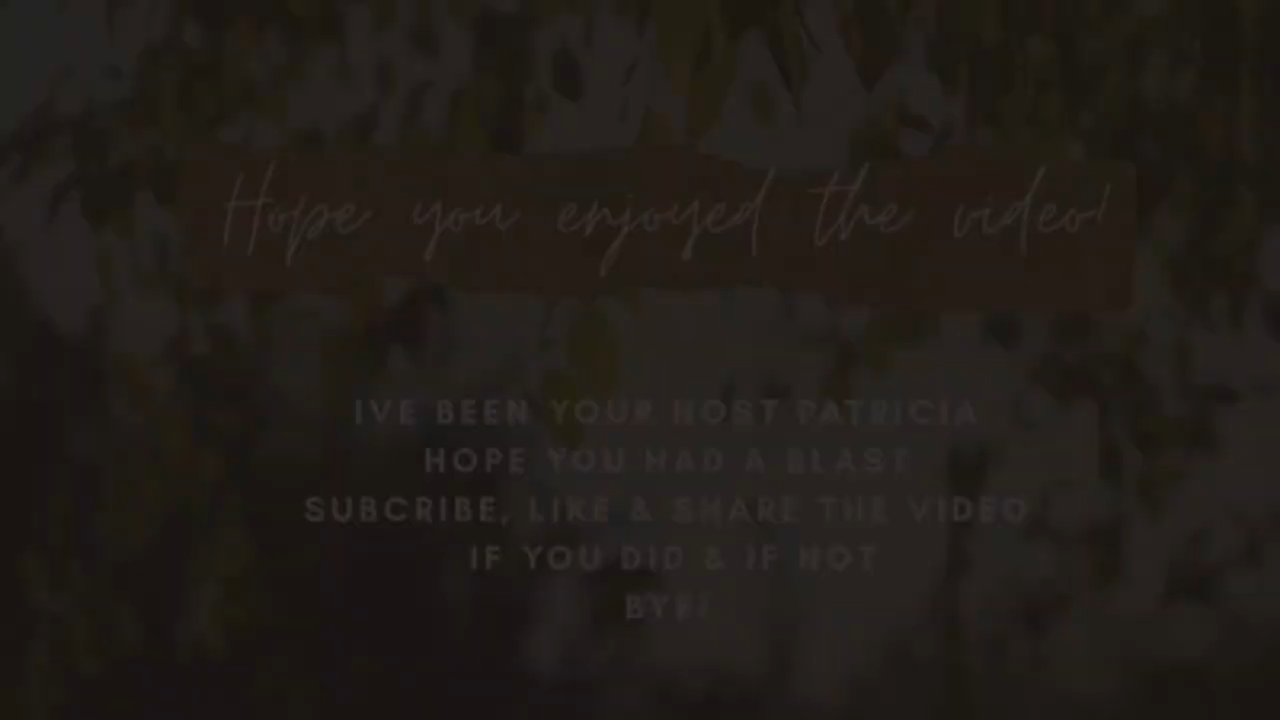 Hope you enjoyed the video!
IVE BEEN YOUR HOST PATRICIA
HOPE YOU HAD A BLAST
SUBCRIBE, LIKE & SHARE THE VIDEO
IF YOU DID & IF NOT
BYE!